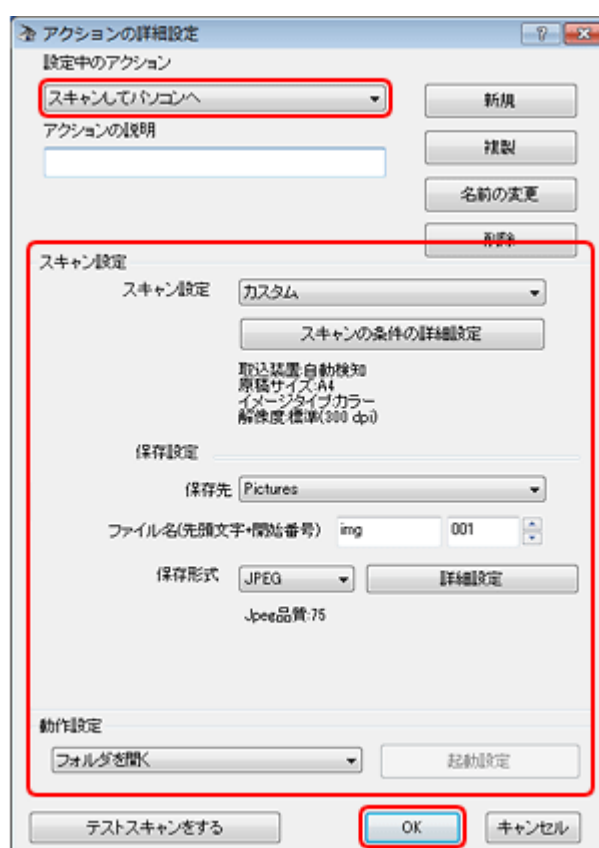 アクションの詳細設定
設定中のアクション
スキャンしてパソコンへ
新規
アクションの説明
複製
名前の変更
削除
スキャン設定
スキャン設定 カスタム
スキャンの条件の詳細設定
取込装置:自動検知
原稿サイズ:A4
イメージタイプ:カラー
解像度:標準(300 dpi)
保存設定
保存先 Pictures
ファイル名(先頭文字+開始番号) img 001
保存形式 JPEG 詳細設定
Jpeg品質:75
動作設定
フォルダを開く 起動設定
テストスキャンをする OK キャンセル